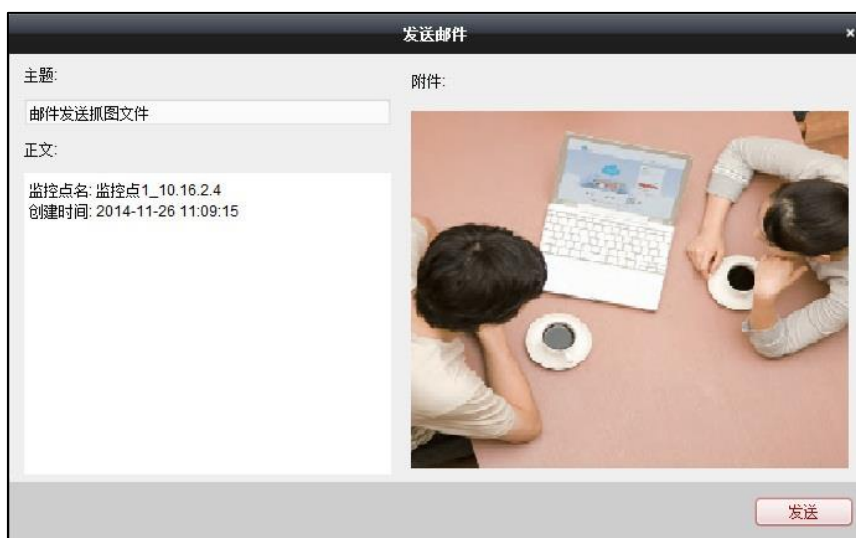 发送邮件
×
主题:
邮件发送抓图文件
正文:
监控点名: 监控点1_10.16.2.4
创建时间: 2014-11-26 11:09:15
附件:
发送